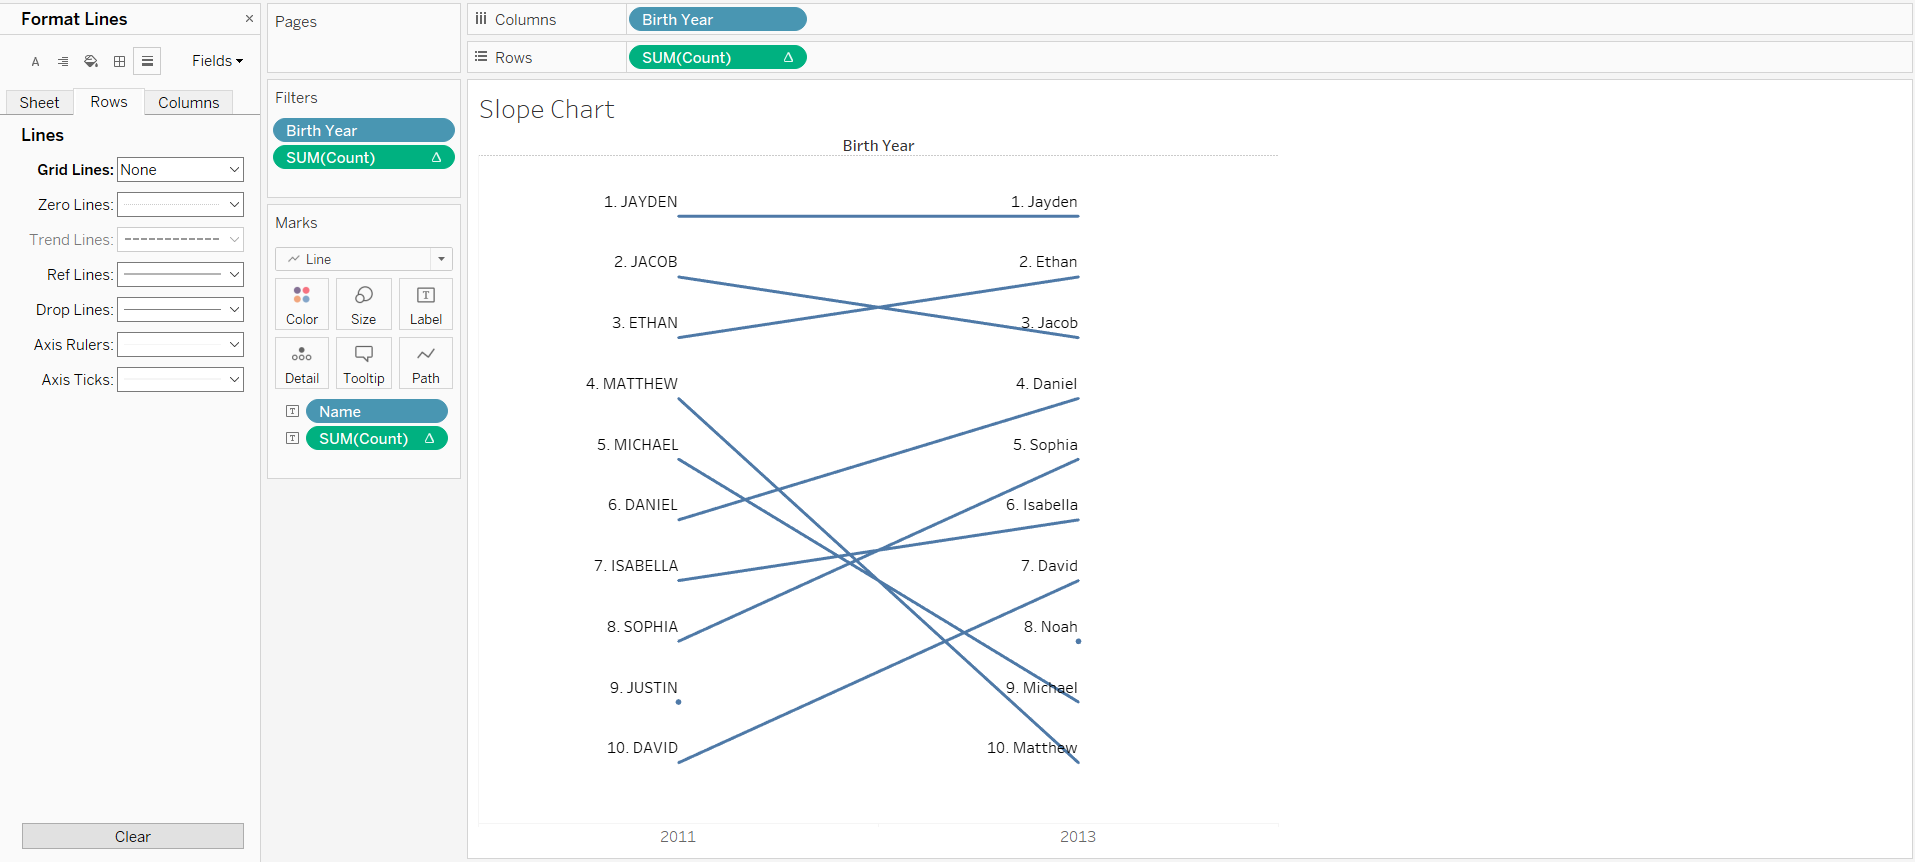 Format Lines ×
A Fields
Sheet Rows Columns
Lines
Grid Lines: None
Zero Lines:
Trend Lines:
Ref Lines:
Drop Lines:
Axis Rulers:
Axis Ticks:
Clear
Pages
Filters
Birth Year
SUM(Count) Δ
Marks
Line
Color Size T Label
Detail Tooltip Path
T Name
T SUM(Count) Δ
Columns Birth Year
Rows SUM(Count) Δ
Slope Chart
Birth Year
1. JAYDEN 1. Jayden
2. JACOB 2. Ethan
3. ETHAN 3. Jacob
4. MATTHEW 4. Daniel
5. MICHAEL 5. Sophia
6. DANIEL 6. Isabella
7. ISABELLA 7. David
8. SOPHIA 8. Noah
9. JUSTIN 9. Michael
10. DAVID 10. Matthew
2011 2013